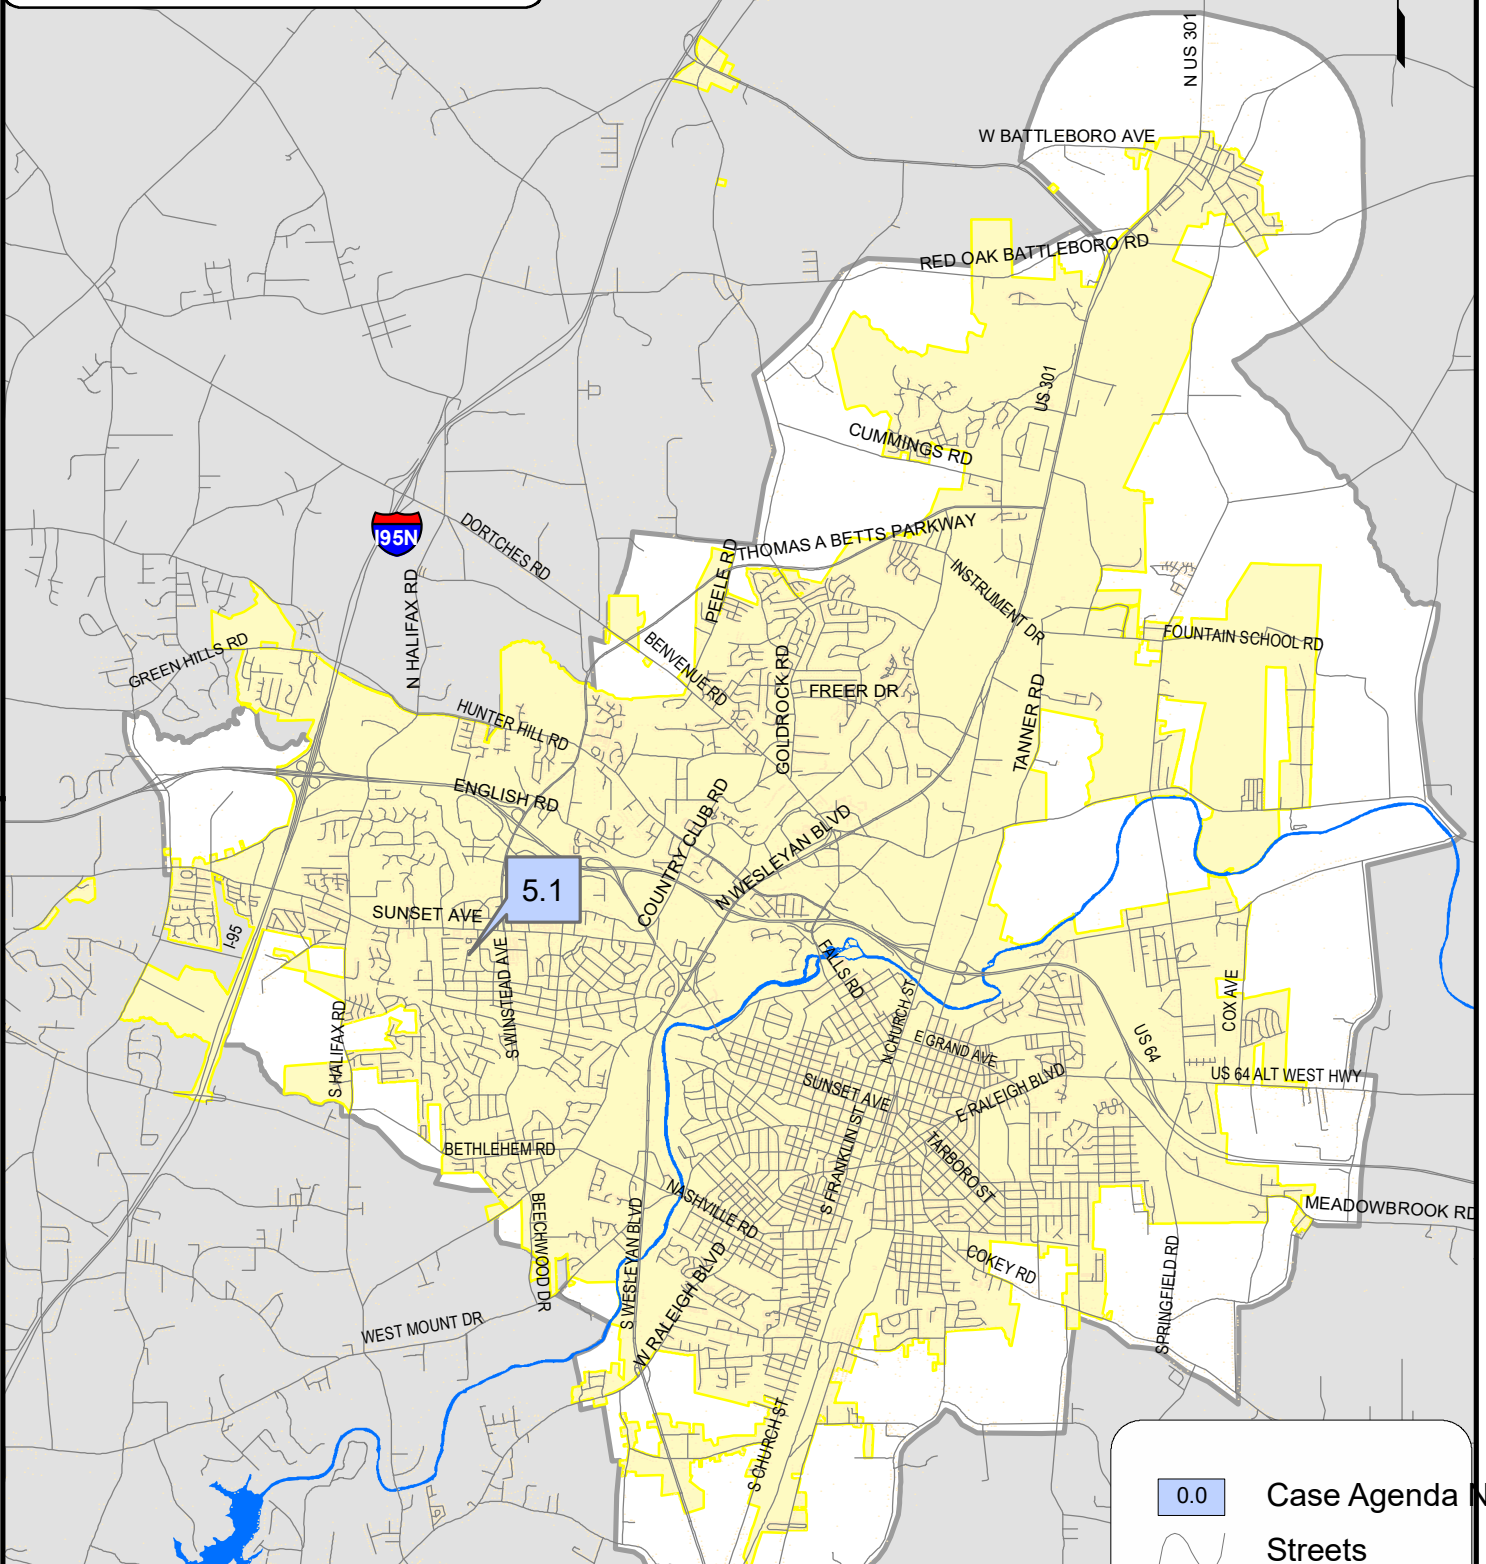 N US 301
W BATTLEBORO AVE
RED OAK BATTLEBORO RD
US 301
CUMMINGS RD
I95N
DORTCHES RD
THOMAS A BETTS PARKWAY
PEELE RD
INSTRUMENT DR
N HALIFAX RD
GREEN HILLS RD
BENVENUE RD
FOUNTAIN SCHOOL RD
GOLDROCK RD
FREER DR
TANNER RD
HUNTER HILL RD
ENGLISH RD
COUNTRY CLUB RD
N WESLEYAN BLVD
5.1
SUNSET AVE
I-95
S WINSTEAD AVE
FALLS RD
N CHURCH ST
COX AVE
S HALIFAX RD
E GRAND AVE
US 64
US 64 ALT WEST HWY
SUNSET AVE
E RALEIGH BLVD
S FRANKLIN ST
TARBORO ST
BETHLEHEM RD
NASHVILLE RD
BEECHWOOD DR
S WESLEYAN BLVD
W RALEIGH BLVD
MEADOWBROOK RD
COKEY RD
SPRINGFIELD RD
WEST MOUNT DR
S CHURCH ST
0.0
Case Agenda N
Streets